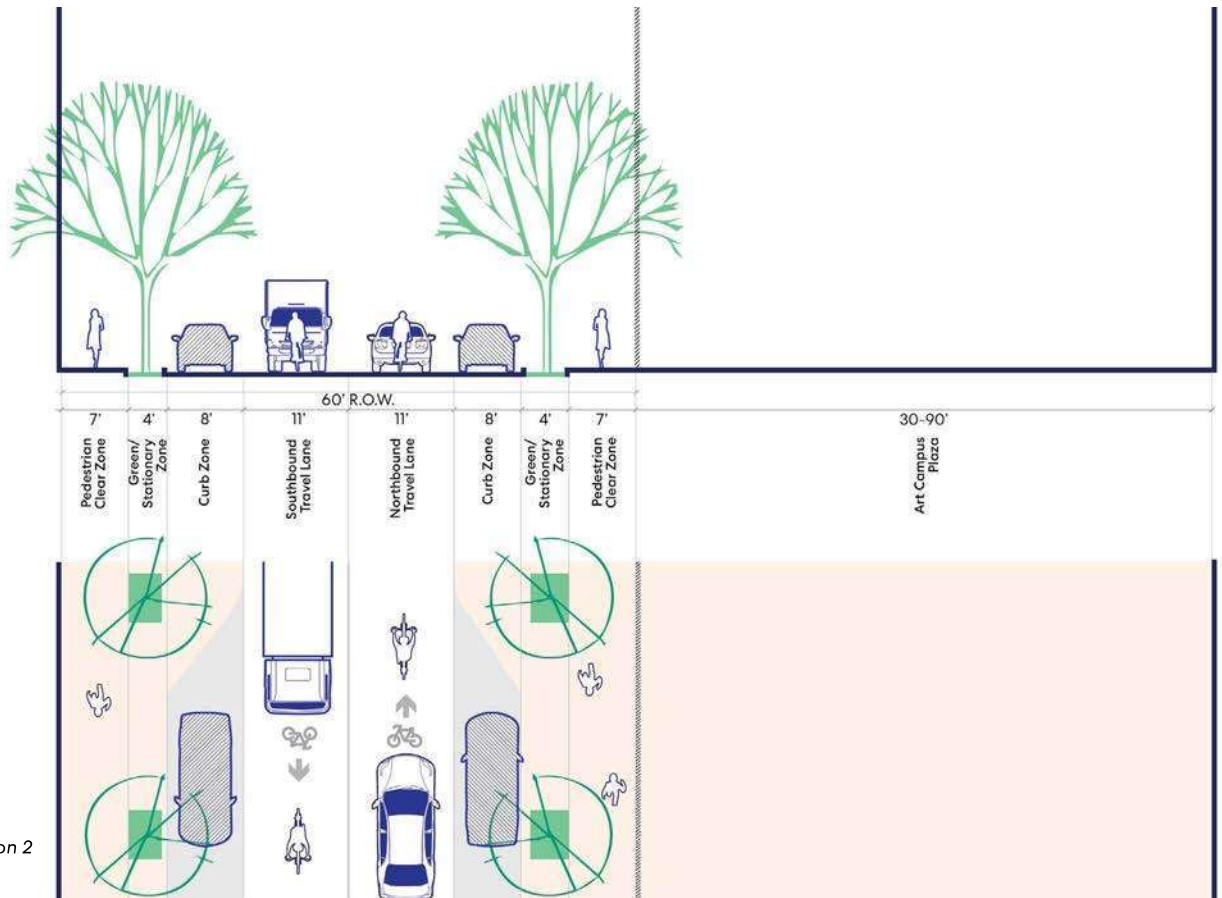 60' R.O.W.
7'
4'
8'
11'
11'
8'
4'
7'
30-90'
Pedestrian
Clear Zone
Green/
Stationary
Zone
Curb Zone
Southbound
Travel Lane
Northbound
Travel Lane
Curb Zone
Green/
Stationary
Zone
Pedestrian
Clear Zone
Art Campus
Plaza
on 2